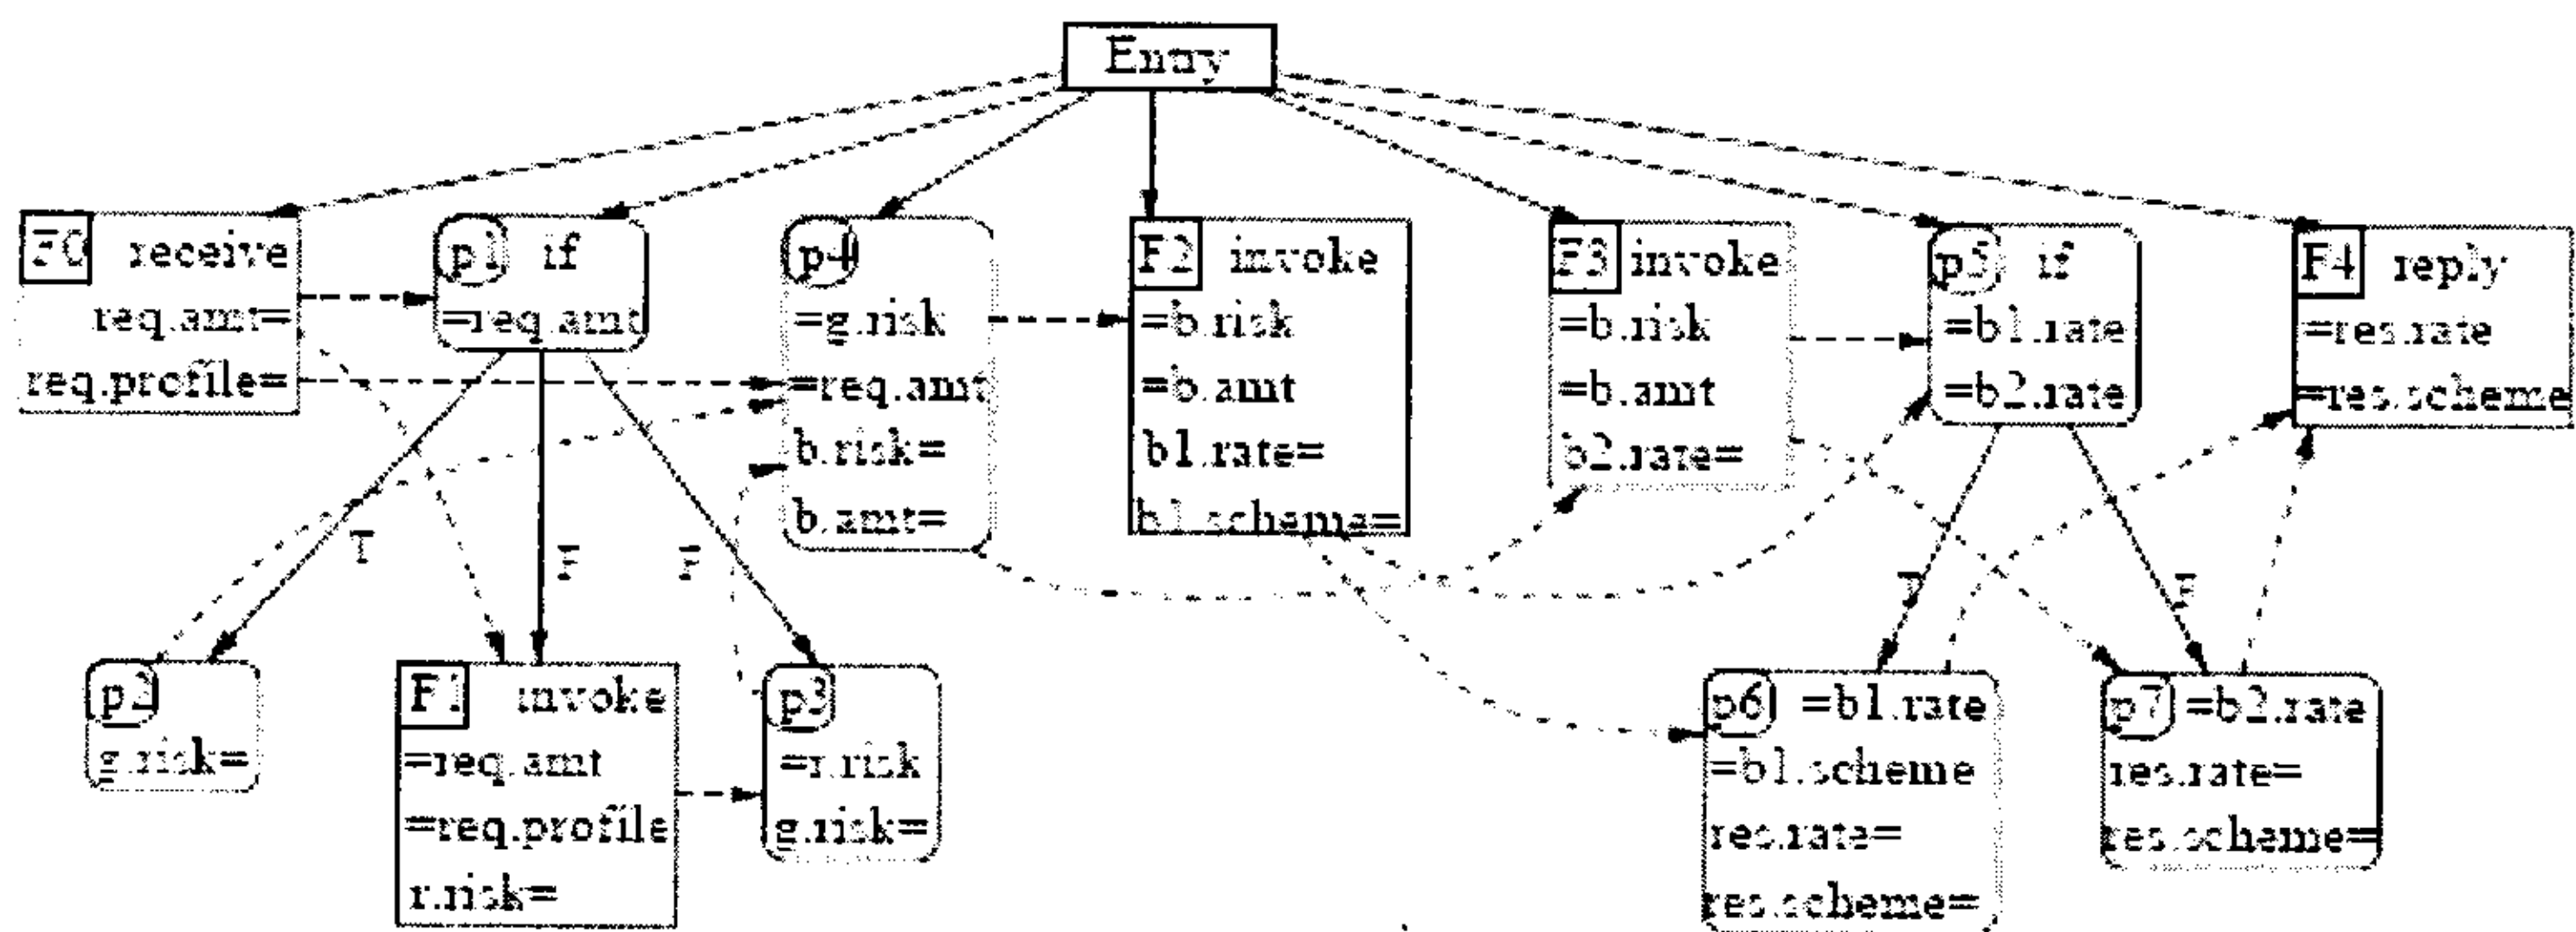 Entry
F0 receive
req.amt=
req.profile=
p1 if
=req.amt
p4
=g.risk
=req.amt
b.risk=
b.amt=
F2 invoke
=b.risk
=b.amt
b1.rate=
b1.scheme=
F3 invoke
=b.risk
=b.amt
b2.rate=
p5 if
=b1.rate
=b2.rate
F4 reply
=res.rate
=res.scheme
T
F
F
T
F
p2
g.risk=
F1 invoke
=req.amt
=req.profile
r.risk=
p3
=r.risk
g.risk=
p6 =b1.rate
=b1.scheme
res.rate=
res.scheme=
p7 =b2.rate
res.rate=
res.scheme=